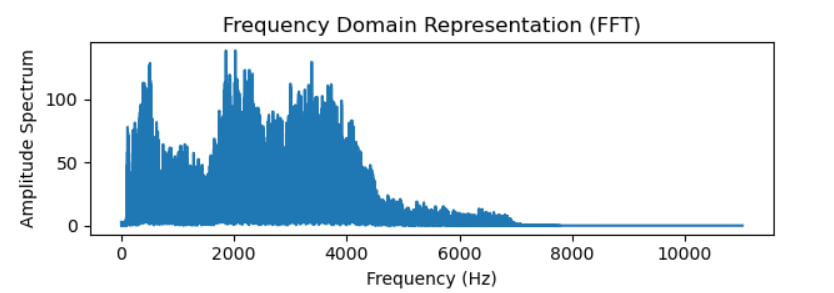 Frequency Domain Representation (FFT)
Amplitude Spectrum
100
50
0
0 2000 4000 6000 8000 10000
Frequency (Hz)